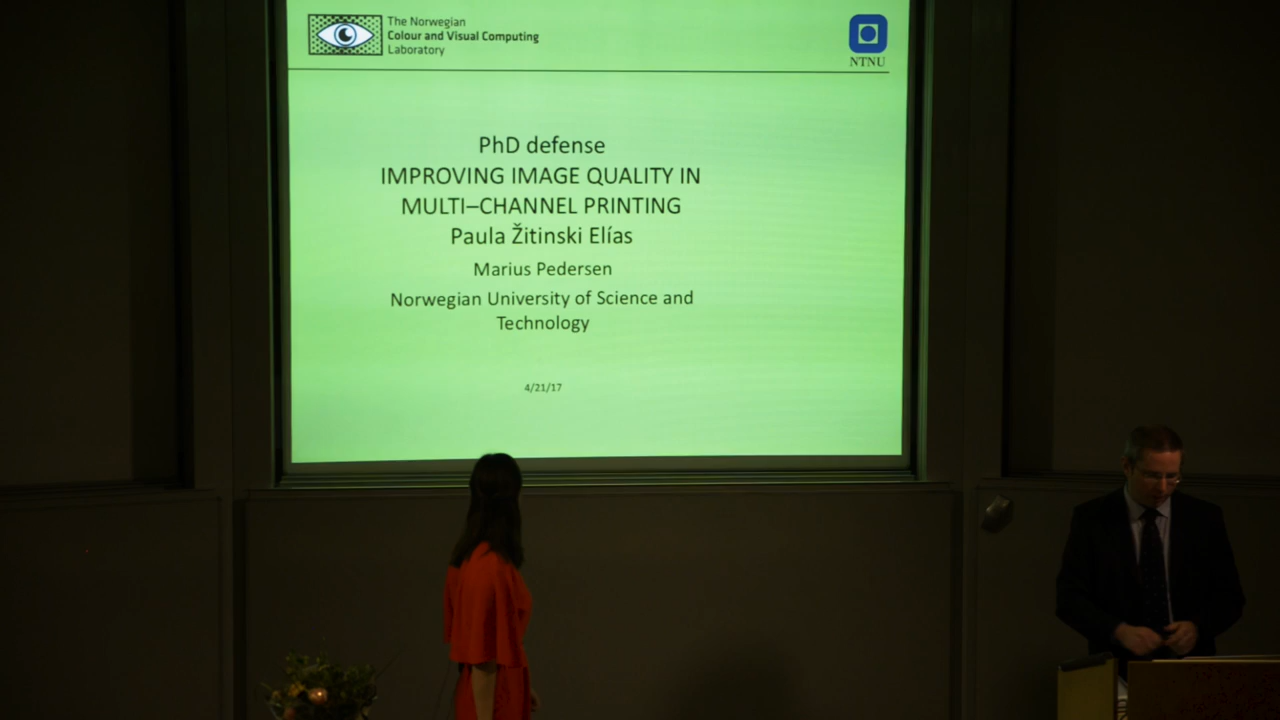 The Norwegian
Colour and Visual Computing
Laboratory
NTNU
PhD defense
IMPROVING IMAGE QUALITY IN
MULTI–CHANNEL PRINTING
Paula Žitinski Elías
Marius Pedersen
Norwegian University of Science and
Technology
4/21/17